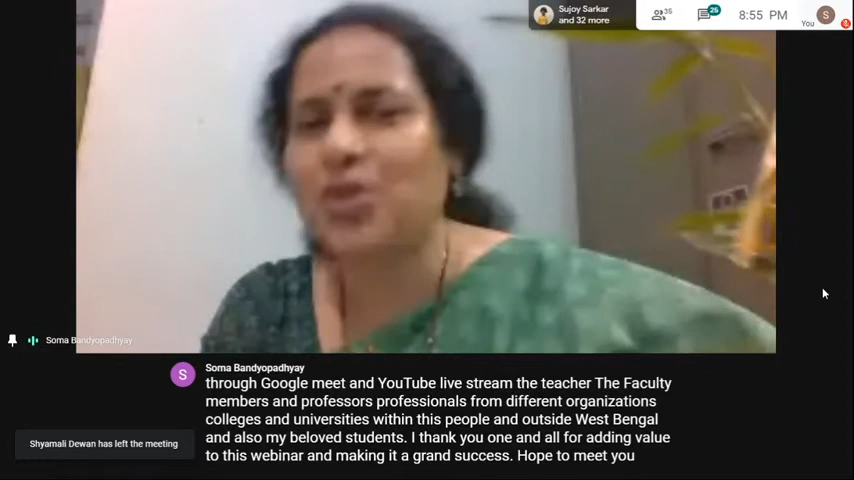 Sujoy Sarkar
and 32 more
35
25
8:55 PM
You
S
Soma Bandyopadhyay
S
Soma Bandyopadhyay
through Google meet and YouTube live stream the teacher The Faculty
members and professors professionals from different organizations
colleges and universities within this people and outside West Bengal
and also my beloved students. I thank you one and all for adding value
to this webinar and making it a grand success. Hope to meet you
Shyamali Dewan has left the meeting